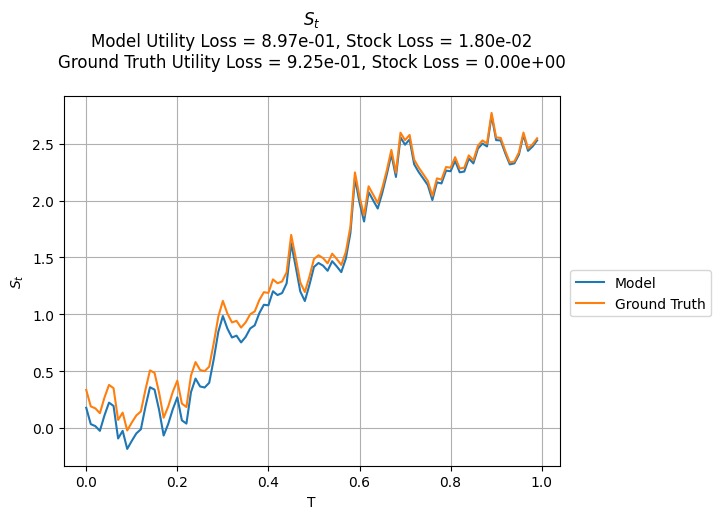 S_t
Model Utility Loss = 8.97e-01, Stock Loss = 1.80e-02
Ground Truth Utility Loss = 9.25e-01, Stock Loss = 0.00e+00
2.5
2.0
1.5
1.0
0.5
0.0
S_t
0.0 0.2 0.4 0.6 0.8 1.0
T
Model
Ground Truth